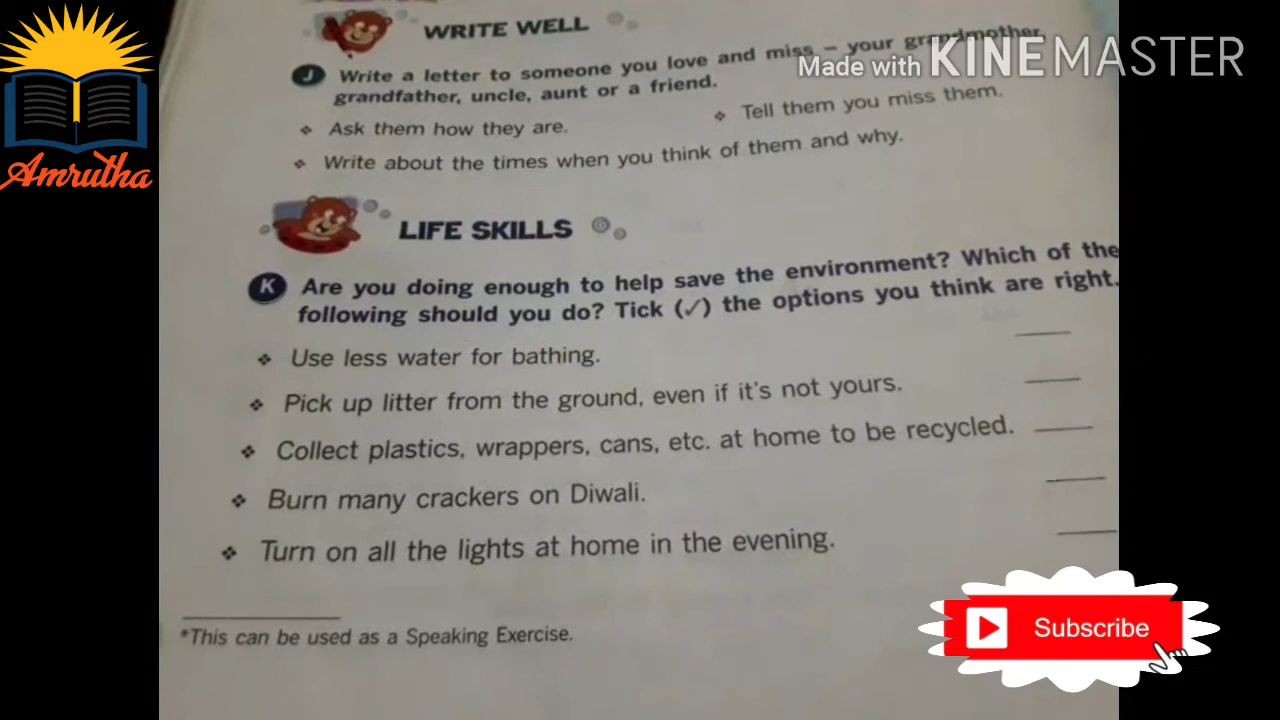 WRITE WELL
J Write a letter to someone you love and miss – your grandmother,
grandfather, uncle, aunt or a friend.
❖ Ask them how they are.
❖ Tell them you miss them.
❖ Write about the times when you think of them and why.
LIFE SKILLS
K Are you doing enough to help save the environment? Which of the
following should you do? Tick (✓) the options you think are right.
❖ Use less water for bathing.
❖ Pick up litter from the ground, even if it's not yours.
❖ Collect plastics, wrappers, cans, etc. at home to be recycled.
❖ Burn many crackers on Diwali.
❖ Turn on all the lights at home in the evening.
*This can be used as a Speaking Exercise.
Amrutha
Made with KINEMASTER
Subscribe